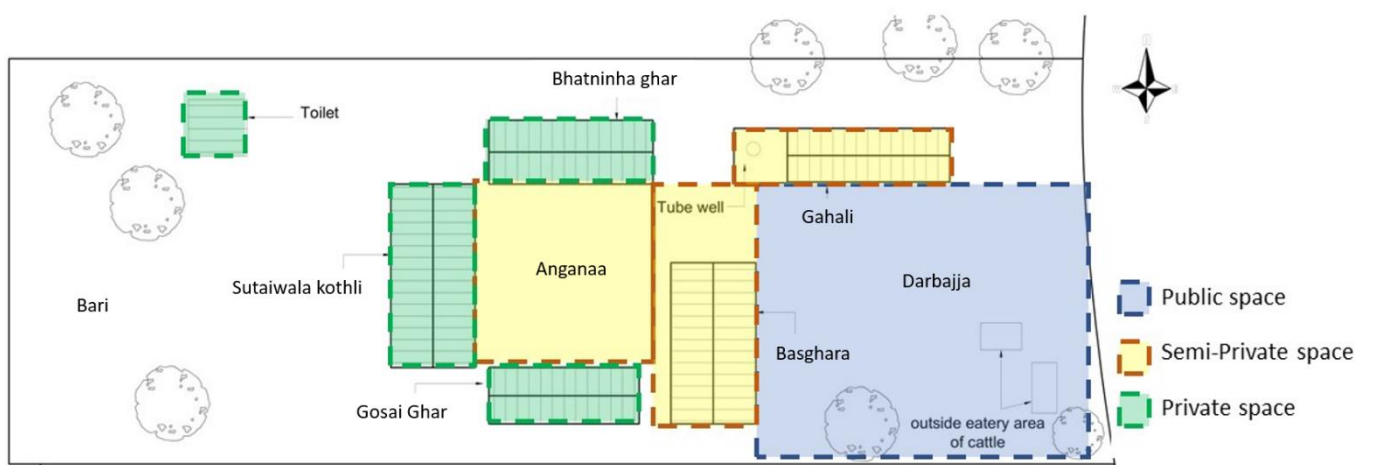 Bhatninha ghar
Toilet
Tube well
Gahali
Anganaa
Darbajja
Sutaiwala kothli
Bari
Basghara
Gosai Ghar
outside eatery area
of cattle
Public space
Semi-Private space
Private space